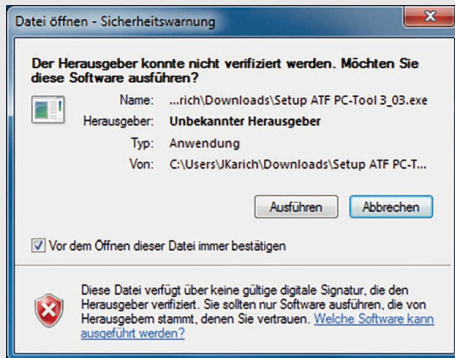 Datei öffnen - Sicherheitswarnung
Der Herausgeber konnte nicht verifiziert werden. Möchten Sie
diese Software ausführen?
Name: ...rich\Downloads\Setup ATF PC-Tool 3_03.exe
Herausgeber: Unbekannter Herausgeber
Typ: Anwendung
Von: C:\Users\JKarich\Downloads\Setup ATF PC-T...
Ausführen Abbrechen
Vor dem Öffnen dieser Datei immer bestätigen
Diese Datei verfügt über keine gültige digitale Signatur, die den
Herausgeber verifiziert. Sie sollten nur Software ausführen, die von
Herausgebern stammt, denen Sie vertrauen. Welche Software kann
ausgeführt werden?